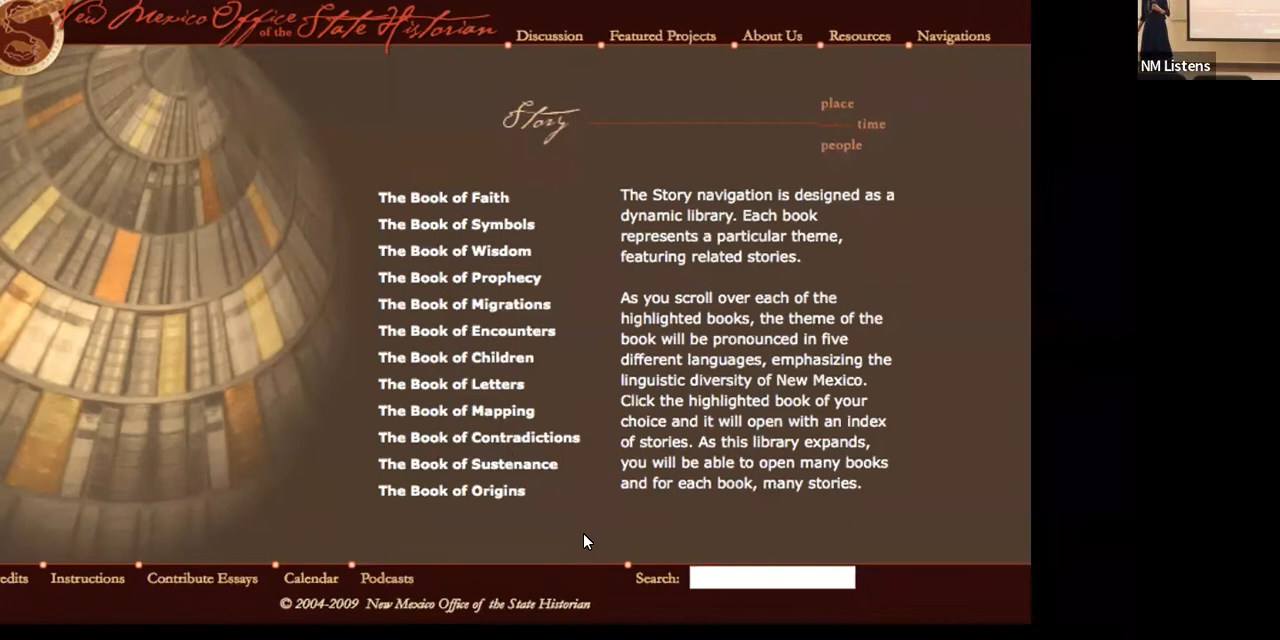 New Mexico Office of the State Historian
Discussion Featured Projects About Us Resources Navigations
NM Listens
Story
place
time
people
The Book of Faith
The Book of Symbols
The Book of Wisdom
The Book of Prophecy
The Book of Migrations
The Book of Encounters
The Book of Children
The Book of Letters
The Book of Mapping
The Book of Contradictions
The Book of Sustenance
The Book of Origins
The Story navigation is designed as a
dynamic library. Each book
represents a particular theme,
featuring related stories.
As you scroll over each of the
highlighted books, the theme of the
book will be pronounced in five
different languages, emphasizing the
linguistic diversity of New Mexico.
Click the highlighted book of your
choice and it will open with an index
of stories. As this library expands,
you will be able to open many books
and for each book, many stories.
edits Instructions Contribute Essays Calendar Podcasts Search:
© 2004-2009 New Mexico Office of the State Historian